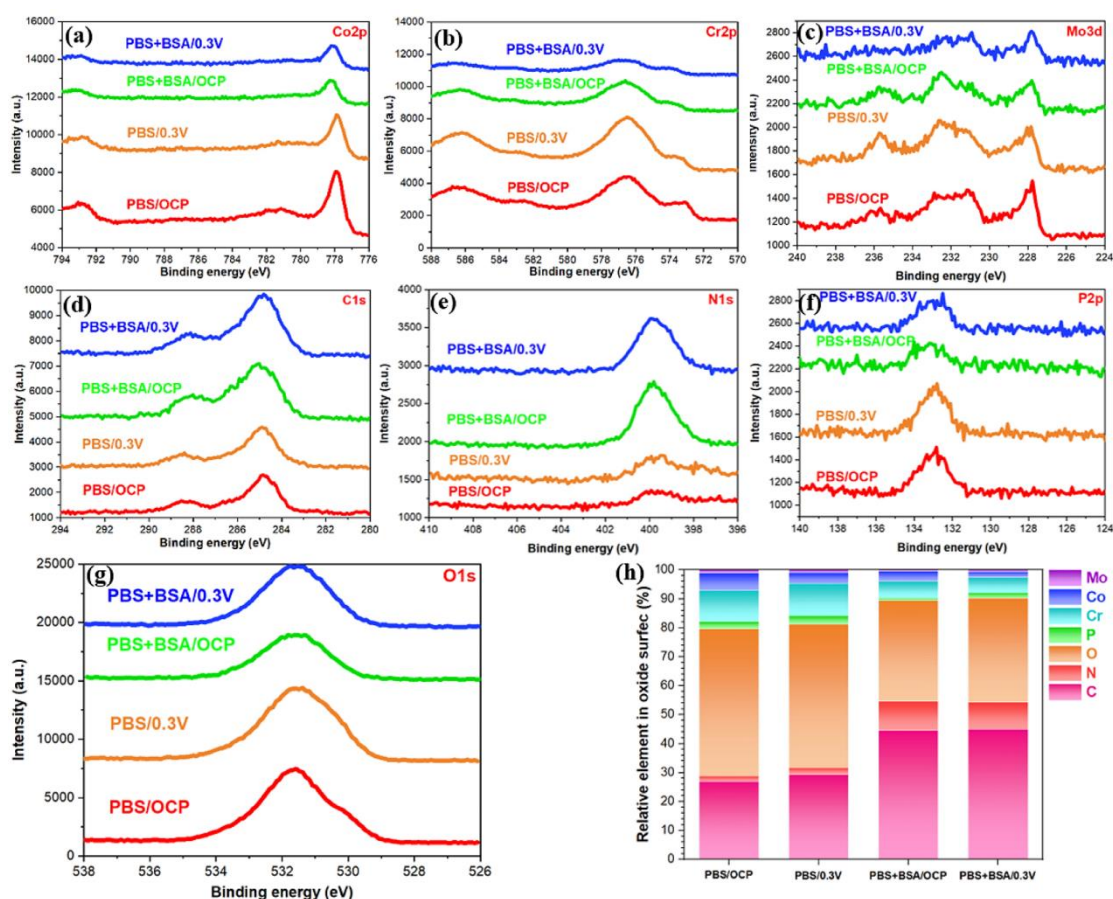 (a)
Co2p
PBS+BSA/0.3V
PBS+BSA/OCP
PBS/0.3V
PBS/OCP
16000
14000
12000
10000
8000
6000
4000
794 792 790 788 786 784 782 780 778 776
Binding energy (eV)
Intensity (a.u.)
(b)
Cr2p
PBS+BSA/0.3V
PBS+BSA/OCP
PBS/0.3V
PBS/OCP
14000
12000
10000
8000
6000
4000
2000
0
588 586 584 582 580 578 576 574 572 570
Binding energy (eV)
Intensity (a.u.)
(c)
Mo3d
PBS+BSA/0.3V
PBS+BSA/OCP
PBS/0.3V
PBS/OCP
2800
2600
2400
2200
2000
1800
1600
1400
1200
1000
240 238 236 234 232 230 228 226 224
Binding energy (eV)
Intensity (a.u.)
(d)
C1s
PBS+BSA/0.3V
PBS+BSA/OCP
PBS/0.3V
PBS/OCP
10000
9000
8000
7000
6000
5000
4000
3000
2000
1000
294 292 290 288 286 284 282 280
Binding energy (eV)
Intensity (a.u.)
(e)
N1s
PBS+BSA/0.3V
PBS+BSA/OCP
PBS/0.3V
PBS/OCP
4000
3500
3000
2500
2000
1500
1000
410 408 406 404 402 400 398 396
Binding energy (eV)
Intensity (a.u.)
(f)
P2p
PBS+BSA/0.3V
PBS+BSA/OCP
PBS/0.3V
PBS/OCP
2800
2600
2400
2200
2000
1800
1600
1400
1200
1000
140 138 136 134 132 130 128 126 124
Binding energy (eV)
Intensity (a.u.)
(g)
O1s
PBS+BSA/0.3V
PBS+BSA/OCP
PBS/0.3V
PBS/OCP
25000
20000
15000
10000
5000
0
538 536 534 532 530 528 526
Binding energy (eV)
Intensity (a.u.)
(h)
100
90
80
70
60
50
40
30
20
10
0
Relative element in oxide surfec (%)
PBS/OCP PBS/0.3V PBS+BSA/OCP PBS+BSA/0.3V
Mo
Co
Cr
P
O
N
C